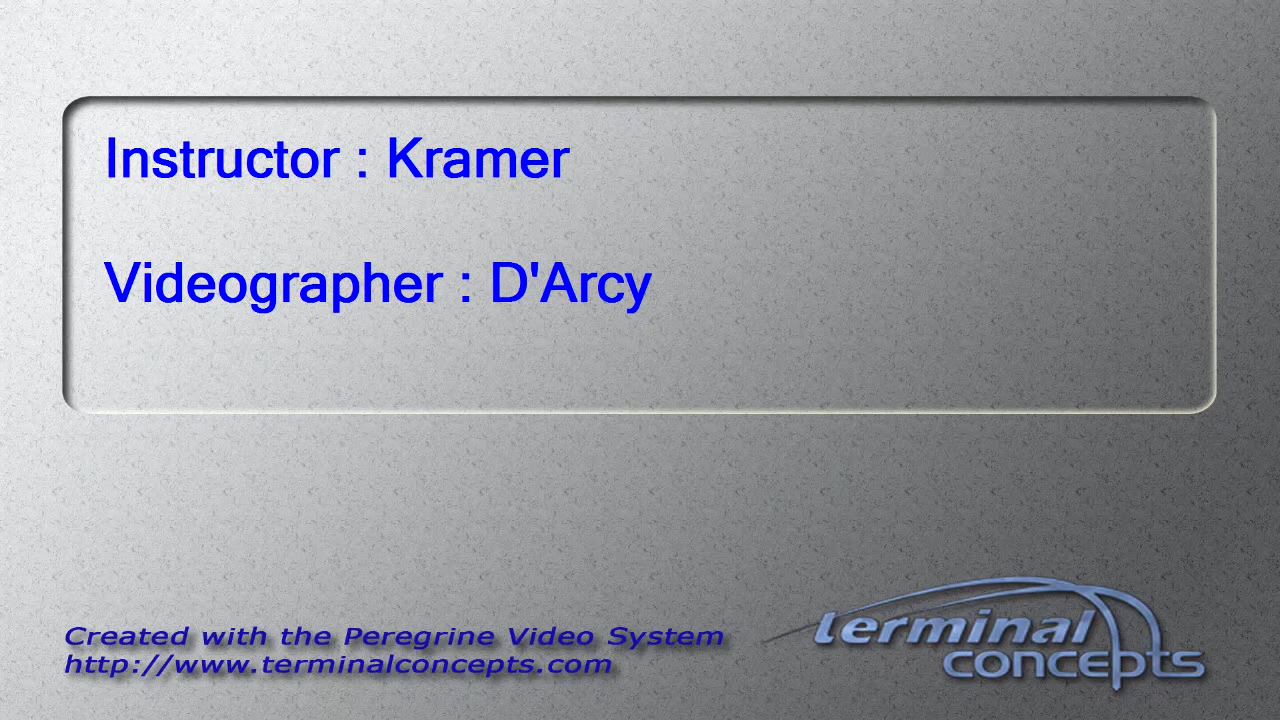 Instructor : Kramer
Videographer : D'Arcy
Created with the Peregrine Video System
http://www.terminalconcepts.com
terminal
concepts